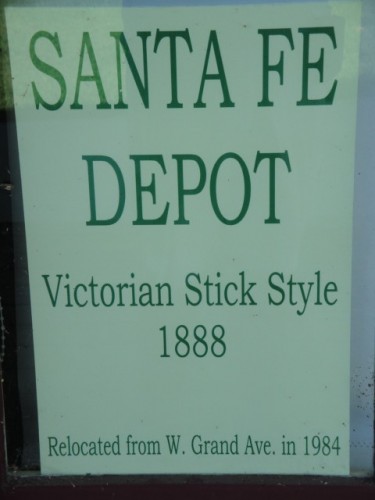 SANTA FE
DEPOT
Victorian Stick Style
1888
Relocated from W. Grand Ave. in 1984